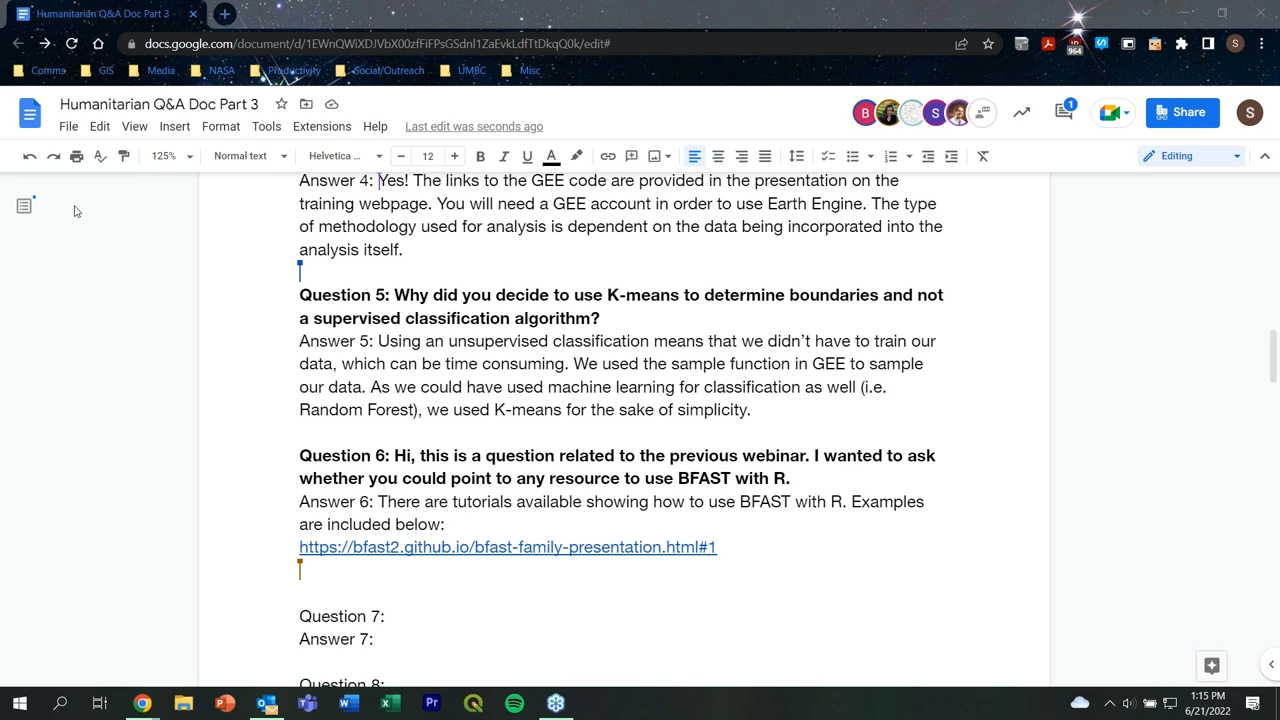 Humanitarian Q&A Doc Part 3 -
docs.google.com/document/d/1EWnQWiXDJVbX00zfFiFPsGSdnl1ZaEvkLdfTtDkqQ0k/edit#
964
S
Comms GIS Media NASA Productivity Social/Outreach UMBC Misc
Humanitarian Q&A Doc Part 3
B S 1 Share S
File Edit View Insert Format Tools Extensions Help Last edit was seconds ago
125% Normal text Helvetica ... 12 B I U A Editing
Answer 4: Yes! The links to the GEE code are provided in the presentation on the
training webpage. You will need a GEE account in order to use Earth Engine. The type
of methodology used for analysis is dependent on the data being incorporated into the
analysis itself.
Question 5: Why did you decide to use K-means to determine boundaries and not
a supervised classification algorithm?
Answer 5: Using an unsupervised classification means that we didn’t have to train our
data, which can be time consuming. We used the sample function in GEE to sample
our data. As we could have used machine learning for classification as well (i.e.
Random Forest), we used K-means for the sake of simplicity.
Question 6: Hi, this is a question related to the previous webinar. I wanted to ask
whether you could point to any resource to use BFAST with R.
Answer 6: There are tutorials available showing how to use BFAST with R. Examples
are included below:
https://bfast2.github.io/bfast-family-presentation.html#1
Question 7:
Answer 7:
Question 8:
1:15 PM
6/21/2022